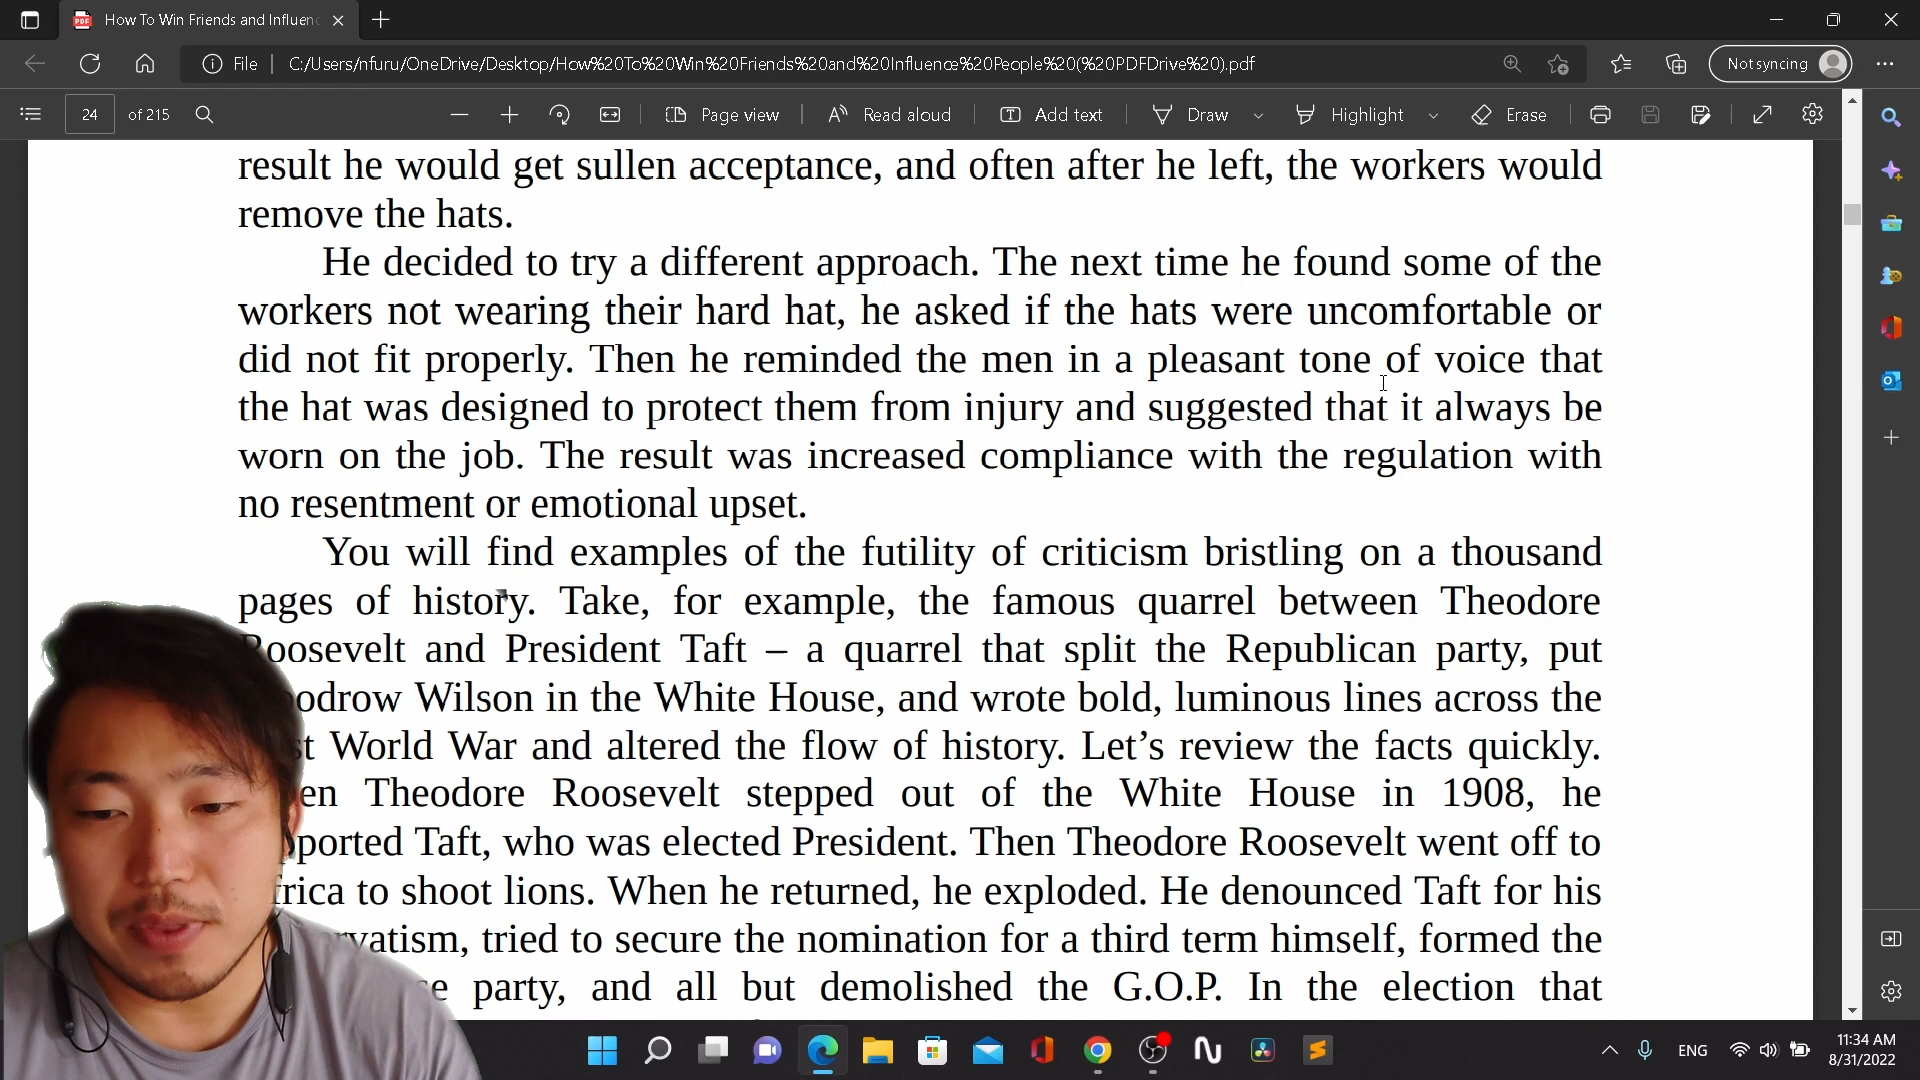 How To Win Friends and Influen
File
C:/Users/nfuru/OneDrive/Desktop/How%20To%20Win%20Friends%20and%20Influence%20People%20(%20PDFDrive%20).pdf
Not syncing
24 of 215
Page view
Read aloud
Add text
Draw
Highlight
Erase
result he would get sullen acceptance, and often after he left, the workers would
remove the hats.
He decided to try a different approach. The next time he found some of the
workers not wearing their hard hat, he asked if the hats were uncomfortable or
did not fit properly. Then he reminded the men in a pleasant tone of voice that
the hat was designed to protect them from injury and suggested that it always be
worn on the job. The result was increased compliance with the regulation with
no resentment or emotional upset.
You will find examples of the futility of criticism bristling on a thousand
pages of history. Take, for example, the famous quarrel between Theodore
Roosevelt and President Taft – a quarrel that split the Republican party, put
odrow Wilson in the White House, and wrote bold, luminous lines across the
st World War and altered the flow of history. Let’s review the facts quickly.
en Theodore Roosevelt stepped out of the White House in 1908, he
pported Taft, who was elected President. Then Theodore Roosevelt went off to
frica to shoot lions. When he returned, he exploded. He denounced Taft for his
rvatism, tried to secure the nomination for a third term himself, formed the
e party, and all but demolished the G.O.P. In the election that
ENG
11:34 AM
8/31/2022